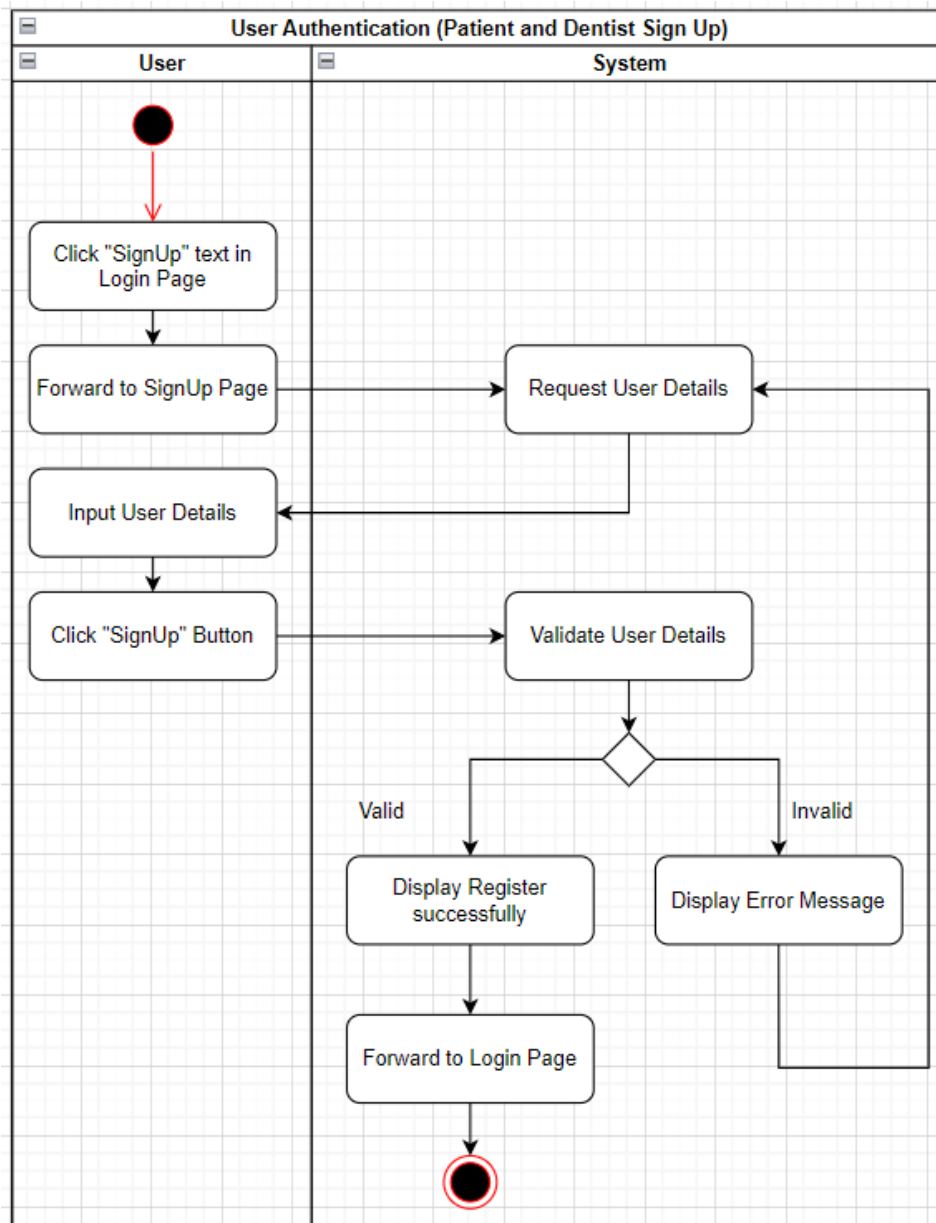 User Authentication (Patient and Dentist Sign Up)
User
System
Click "SignUp" text in
Login Page
Forward to SignUp Page
Request User Details
Input User Details
Click "SignUp" Button
Validate User Details
Valid
Invalid
Display Register
successfully
Display Error Message
Forward to Login Page